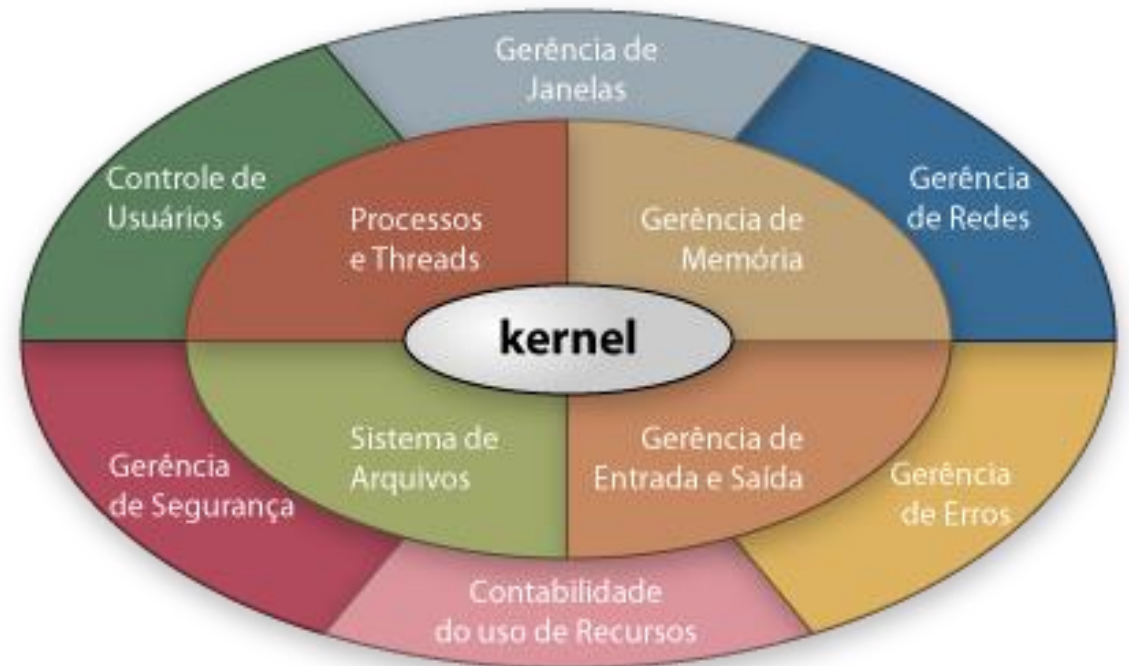 Gerência de
Janelas
Controle de
Usuários
Gerência
de Redes
Processos
e Threads
Gerência de
Memória
kernel
Sistema de
Arquivos
Gerência de
Entrada e Saída
Gerência
de Segurança
Gerência
de Erros
Contabilidade
do uso de Recursos